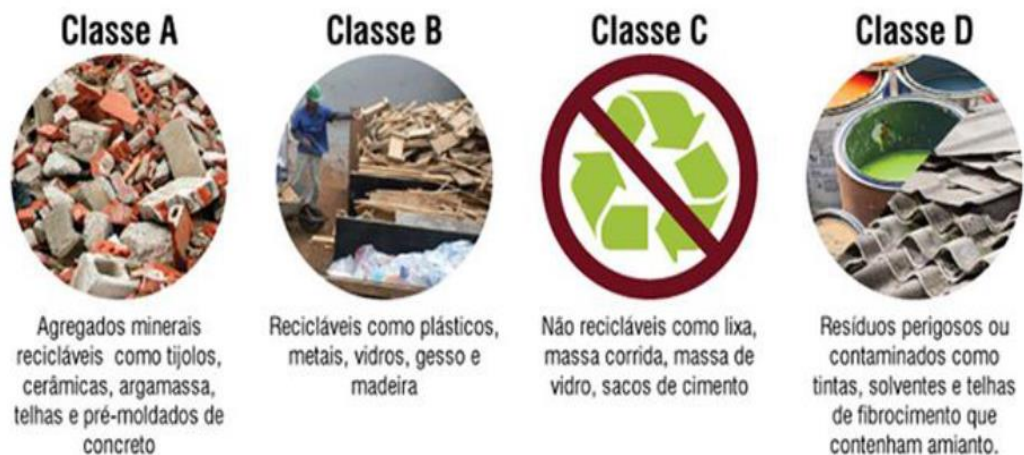 Classe A
Agregados minerais
recicláveis como tijolos,
cerâmicas, argamassa,
telhas e pré-moldados de
concreto
Classe B
Recicláveis como plásticos,
metais, vidros, gesso e
madeira
Classe C
Não recicláveis como lixa,
massa corrida, massa de
vidro, sacos de cimento
Classe D
Resíduos perigosos ou
contaminados como
tintas, solventes e telhas
de fibrocimento que
contenham amianto.